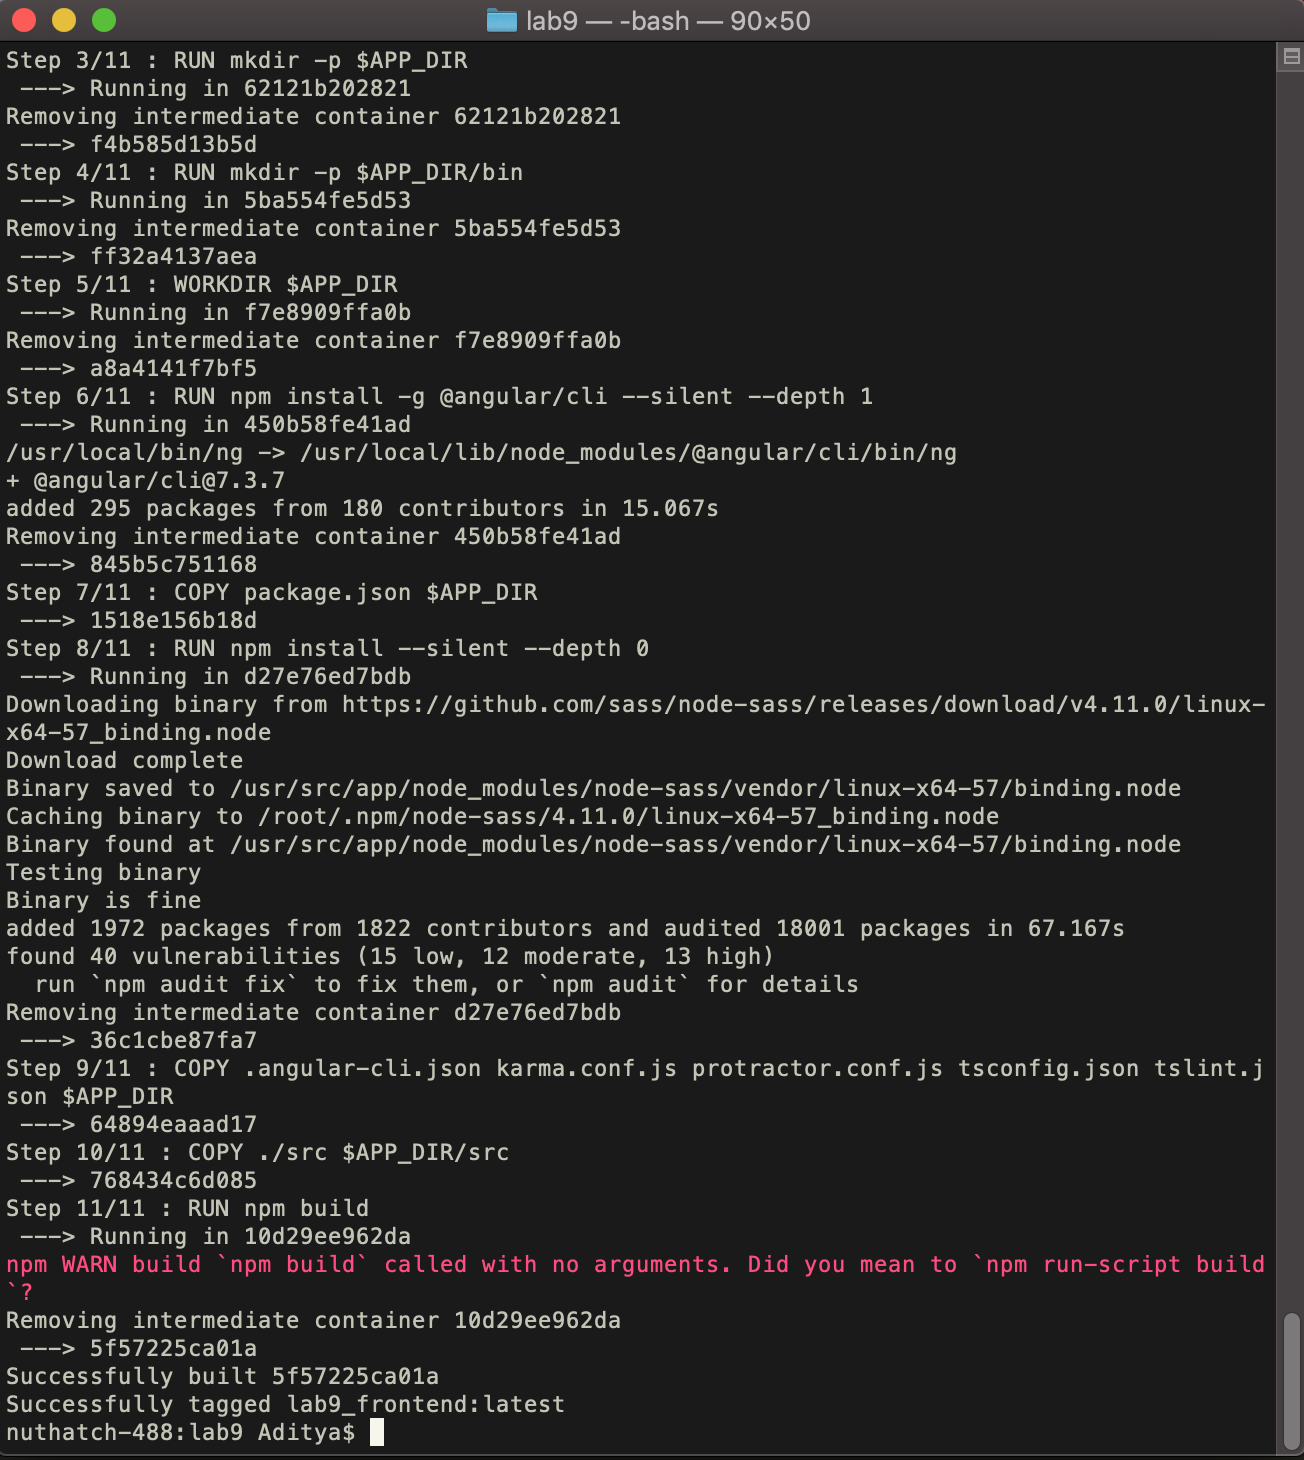 lab9 — -bash — 90×50
Step 3/11 : RUN mkdir -p $APP_DIR
 ---> Running in 62121b202821
Removing intermediate container 62121b202821
 ---> f4b585d13b5d
Step 4/11 : RUN mkdir -p $APP_DIR/bin
 ---> Running in 5ba554fe5d53
Removing intermediate container 5ba554fe5d53
 ---> ff32a4137aea
Step 5/11 : WORKDIR $APP_DIR
 ---> Running in f7e8909ffa0b
Removing intermediate container f7e8909ffa0b
 ---> a8a4141f7bf5
Step 6/11 : RUN npm install -g @angular/cli --silent --depth 1
 ---> Running in 450b58fe41ad
/usr/local/bin/ng -> /usr/local/lib/node_modules/@angular/cli/bin/ng
+ @angular/cli@7.3.7
added 295 packages from 180 contributors in 15.067s
Removing intermediate container 450b58fe41ad
 ---> 845b5c751168
Step 7/11 : COPY package.json $APP_DIR
 ---> 1518e156b18d
Step 8/11 : RUN npm install --silent --depth 0
 ---> Running in d27e76ed7bdb
Downloading binary from https://github.com/sass/node-sass/releases/download/v4.11.0/linux-
x64-57_binding.node
Download complete
Binary saved to /usr/src/app/node_modules/node-sass/vendor/linux-x64-57/binding.node
Caching binary to /root/.npm/node-sass/4.11.0/linux-x64-57_binding.node
Binary found at /usr/src/app/node_modules/node-sass/vendor/linux-x64-57/binding.node
Testing binary
Binary is fine
added 1972 packages from 1822 contributors and audited 18001 packages in 67.167s
found 40 vulnerabilities (15 low, 12 moderate, 13 high)
  run `npm audit fix` to fix them, or `npm audit` for details
Removing intermediate container d27e76ed7bdb
 ---> 36c1cbe87fa7
Step 9/11 : COPY .angular-cli.json karma.conf.js protractor.conf.js tsconfig.json tslint.j
son $APP_DIR
 ---> 64894eaaad17
Step 10/11 : COPY ./src $APP_DIR/src
 ---> 768434c6d085
Step 11/11 : RUN npm build
 ---> Running in 10d29ee962da
npm WARN build `npm build` called with no arguments. Did you mean to `npm run-script build
`?
Removing intermediate container 10d29ee962da
 ---> 5f57225ca01a
Successfully built 5f57225ca01a
Successfully tagged lab9_frontend:latest
nuthatch-488:lab9 Aditya$